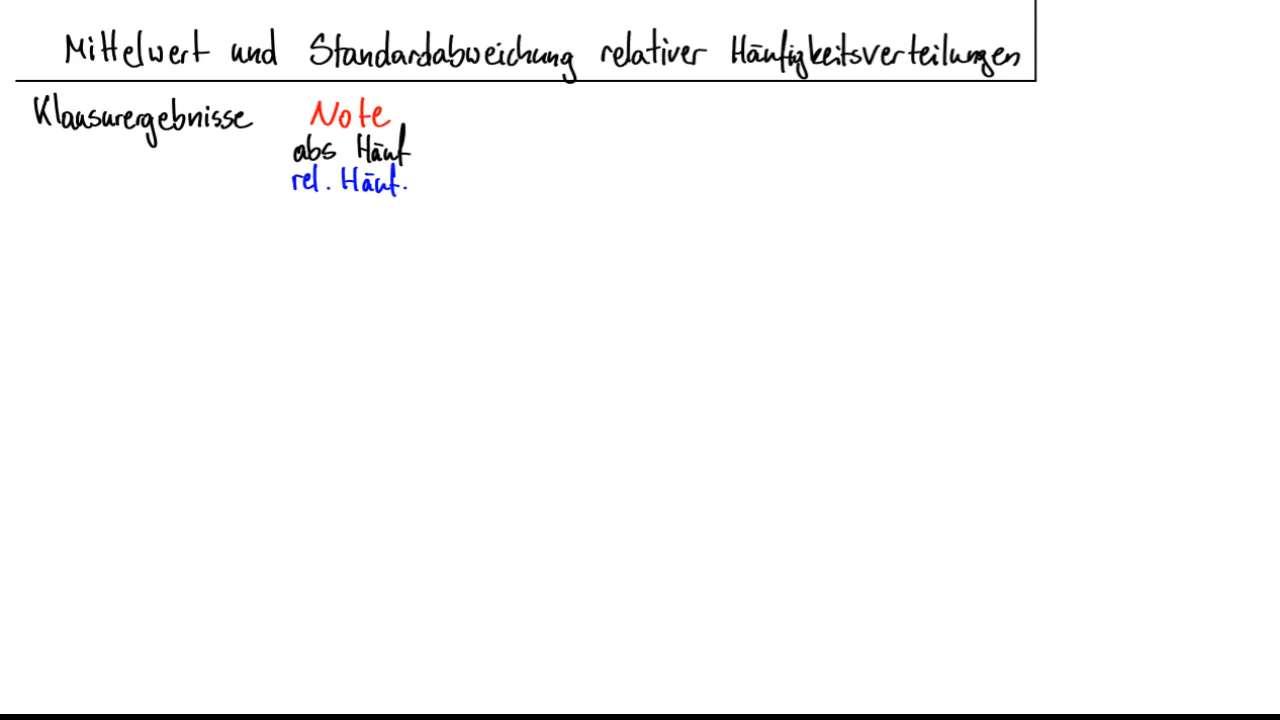 Mittelwert und Standardabweichung relativer Häufigkeitsverteilungen
Klausurergebnisse Note
abs Häuf
rel. Häuf.